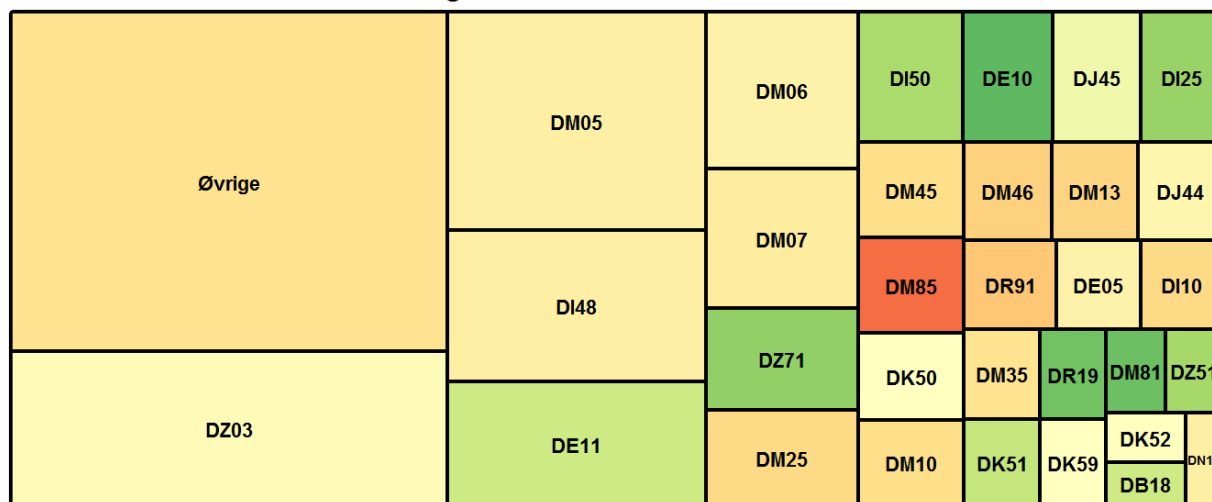 Øvrige
DZ03
DM05
DI48
DE11
DM06
DM07
DZ71
DM25
DI50
DE10
DJ45
DI25
DM45
DM46
DM13
DJ44
DM85
DR91
DE05
DI10
DK50
DM35
DR19
DM81
DZ51
DM10
DK51
DK59
DK52
DB18